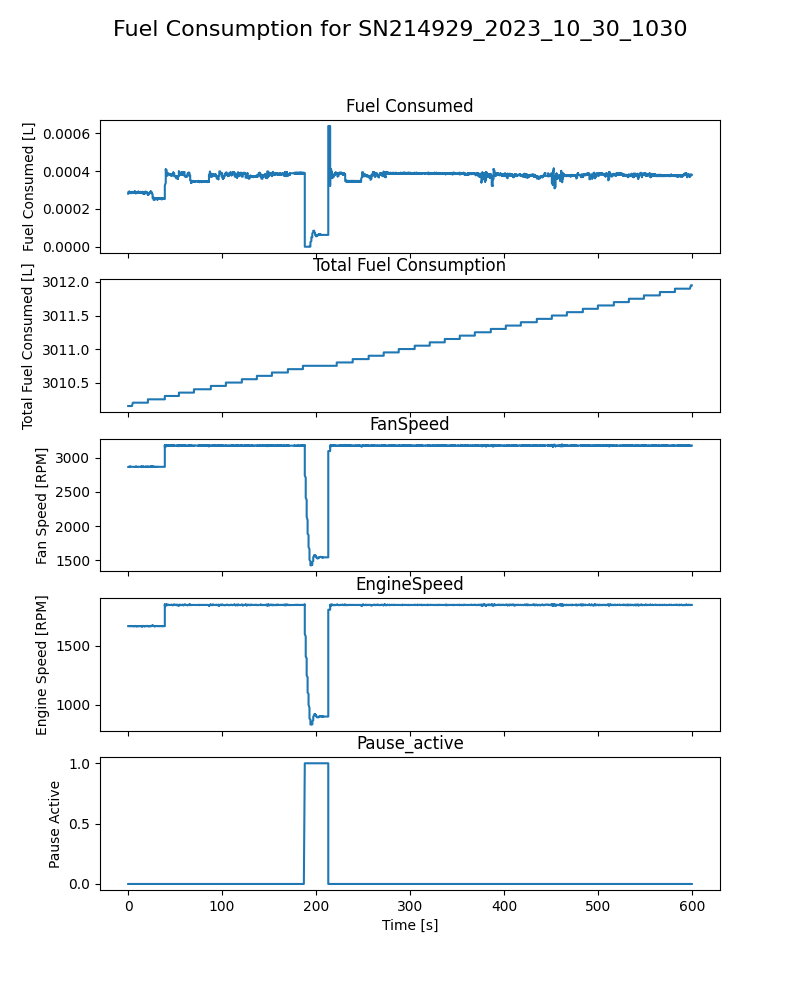 Fuel Consumption for SN214929_2023_10_30_1030
Fuel Consumed
Fuel Consumed [L]
0.0006
0.0004
0.0002
0.0000
Total Fuel Consumption
Total Fuel Consumed [L]
3012.0
3011.5
3011.0
3010.5
FanSpeed
Fan Speed [RPM]
3000
2500
2000
1500
EngineSpeed
Engine Speed [RPM]
1500
1000
Pause_active
Pause Active
1.0
0.5
0.0
0 100 200 300 400 500 600
Time [s]